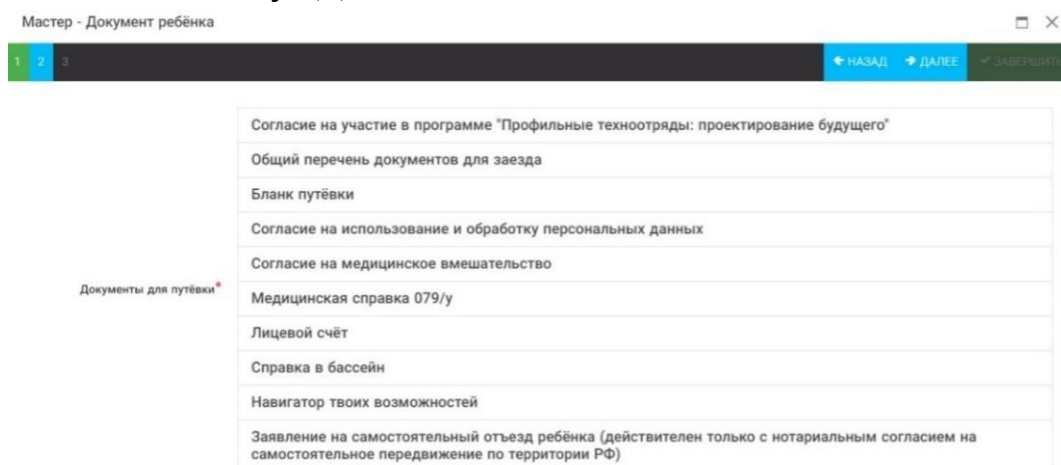 Мастер - Документ ребёнка
1 2 3 НАЗАД ДАЛЕЕ ЗАВЕРШИТЬ
Согласие на участие в программе "Профильные техноотряды: проектирование будущего"
Общий перечень документов для заезда
Бланк путёвки
Согласие на использование и обработку персональных данных
Согласие на медицинское вмешательство
Документы для путёвки*
Медицинская справка 079/у
Лицевой счёт
Справка в бассейн
Навигатор твоих возможностей
Заявление на самостоятельный отъезд ребёнка (действителен только с нотариальным согласием на
самостоятельное передвижение по территории РФ)